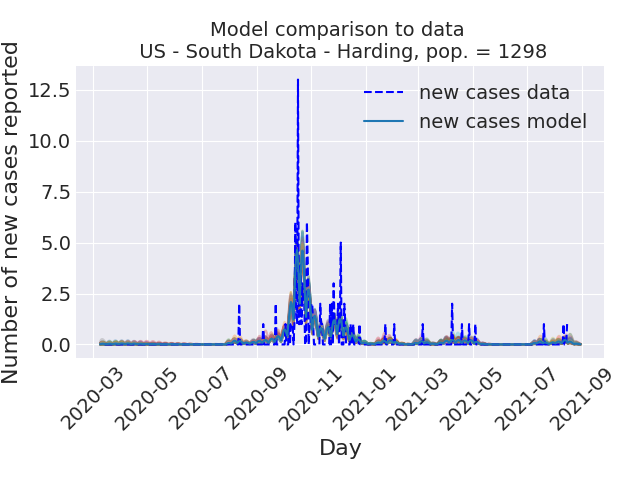 Model comparison to data
US - South Dakota - Harding, pop. = 1298
Number of new cases reported
12.5
10.0
7.5
5.0
2.5
0.0
new cases data
new cases model
2020-03
2020-05
2020-07
2020-09
2020-11
2021-01
2021-03
2021-05
2021-07
2021-09
Day